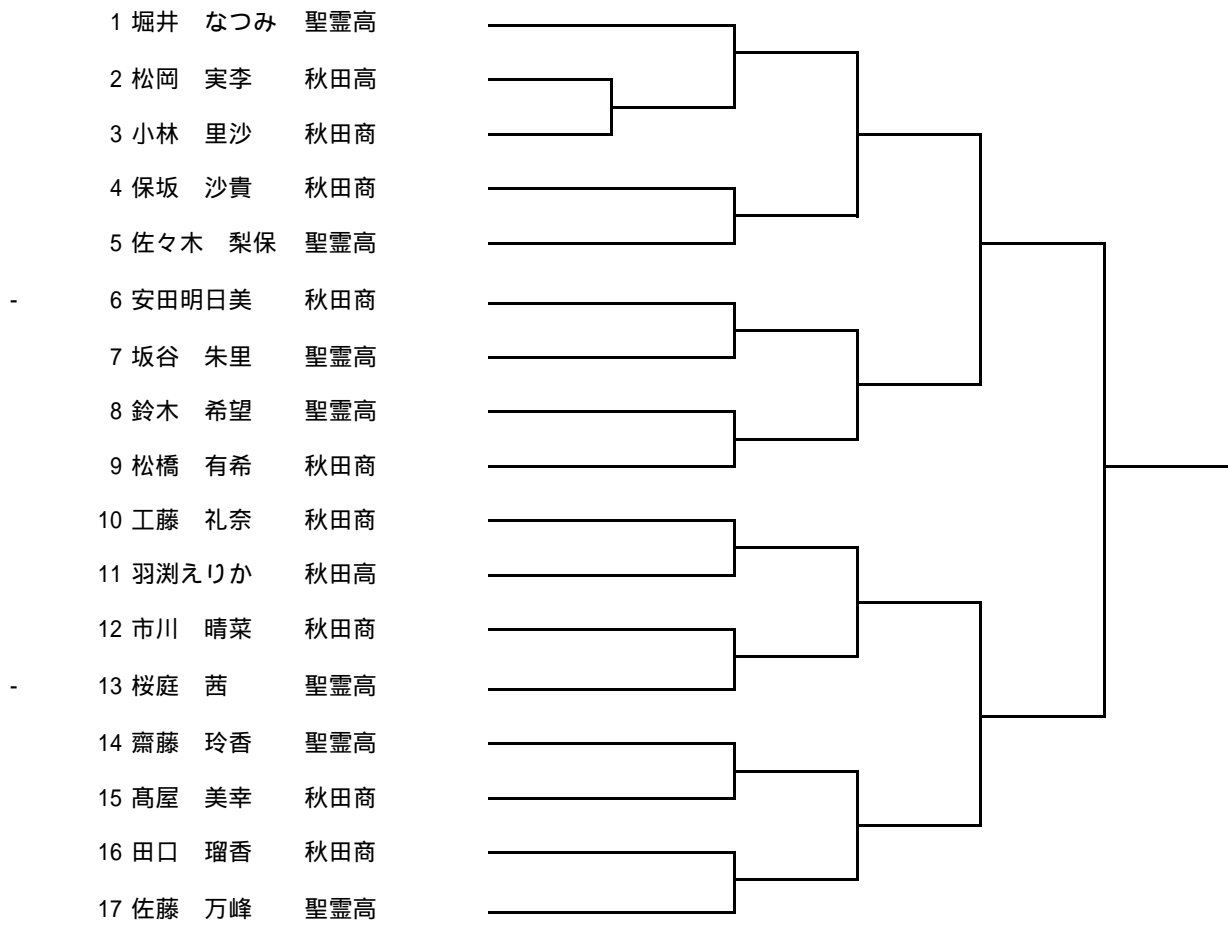 1 堀井　なつみ　聖霊高
2 松岡　実李　秋田高
3 小林　里沙　秋田商
4 保坂　沙貴　秋田商
5 佐々木　梨保　聖霊高
- 6 安田明日美　秋田商
7 坂谷　朱里　聖霊高
8 鈴木　希望　聖霊高
9 松橋　有希　秋田商
10 工藤　礼奈　秋田商
11 羽渕えりか　秋田高
12 市川　晴菜　秋田商
- 13 桜庭　茜　聖霊高
14 齋藤　玲香　聖霊高
15 髙屋　美幸　秋田商
16 田口　瑠香　秋田商
17 佐藤　万峰　聖霊高